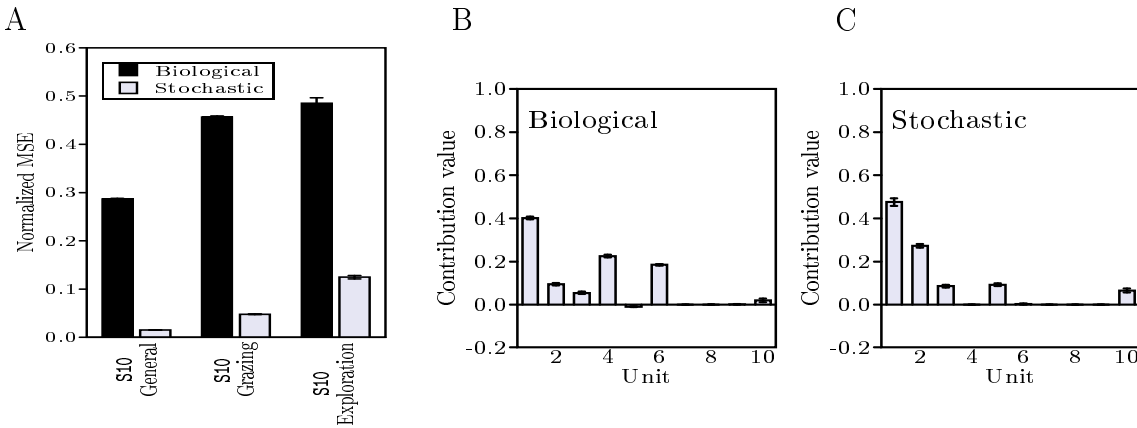 A
B
C
Normalized MSE
0.6
0.5
0.4
0.3
0.2
0.1
0.0
Biological
Stochastic
S10
General
S10
Grazing
S10
Exploration
Contribution value
1.0
0.8
0.6
0.4
0.2
0.0
-0.2
Biological
2 4 6 8 10
Unit
Contribution value
1.0
0.8
0.6
0.4
0.2
0.0
-0.2
Stochastic
2 4 6 8 10
Unit